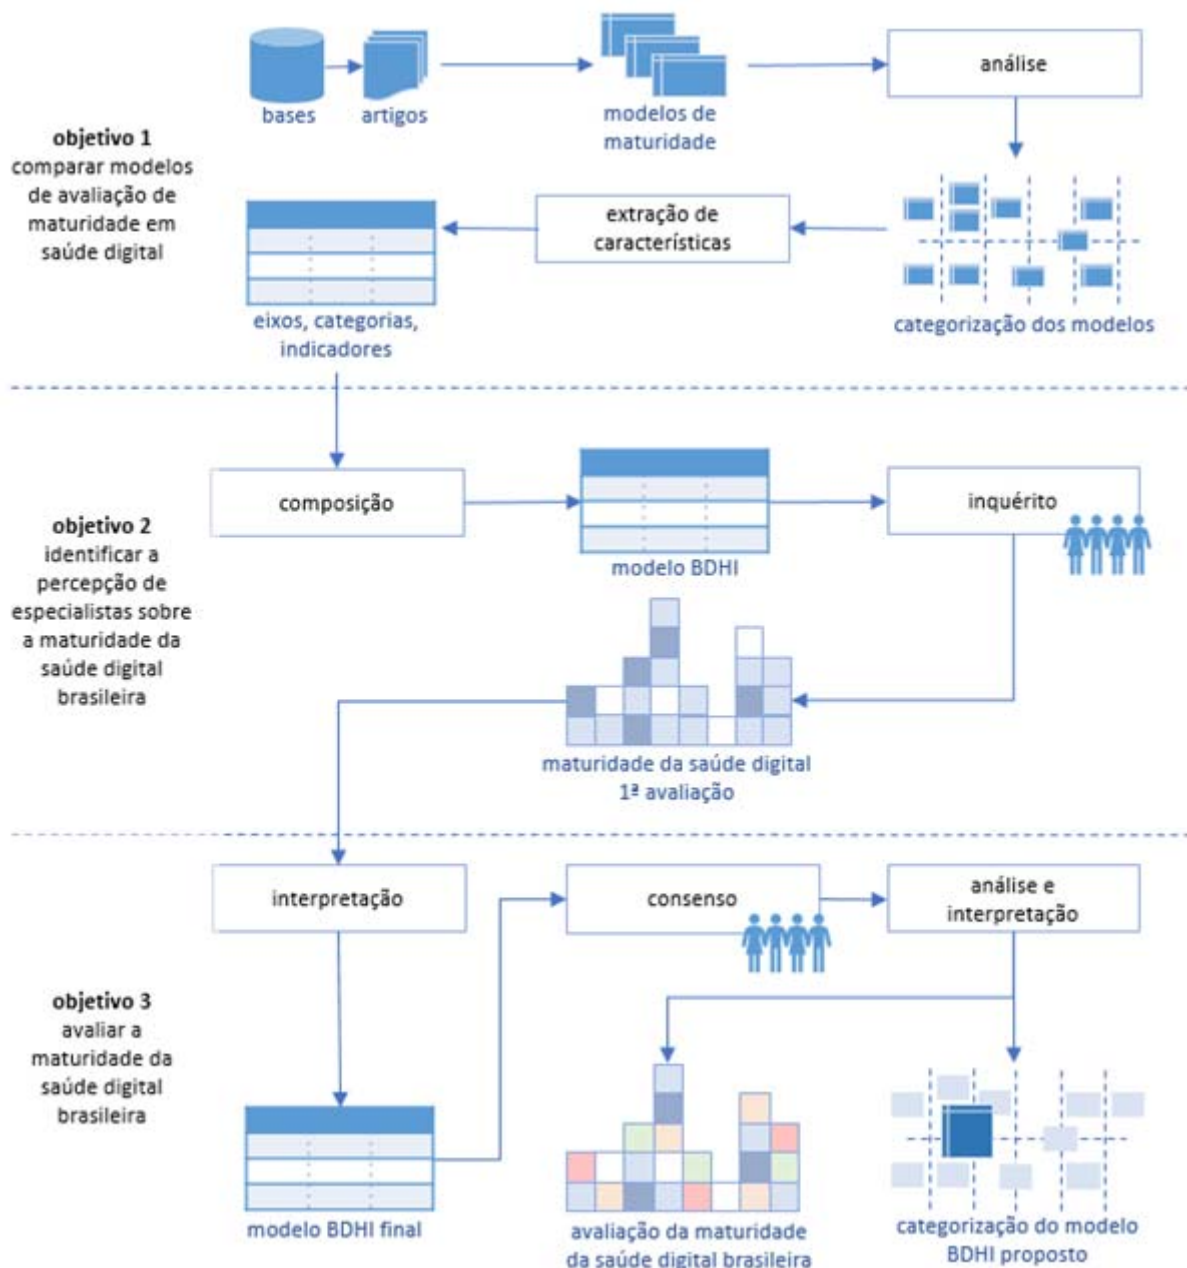 bases
artigos
modelos de
maturidade
análise
objetivo 1
comparar modelos
de avaliação de
maturidade em
saúde digital
extração de
características
eixos, categorias,
indicadores
categorização dos modelos
objetivo 2
identificar a
percepção de
especialistas sobre
a maturidade da
saúde digital
brasileira
composição
modelo BDHI
inquérito
maturidade da saúde digital
1ª avaliação
objetivo 3
avaliar a
maturidade da
saúde digital
brasileira
interpretação
consenso
análise e
interpretação
modelo BDHI final
avaliação da maturidade
da saúde digital brasileira
categorização do modelo
BDHI proposto